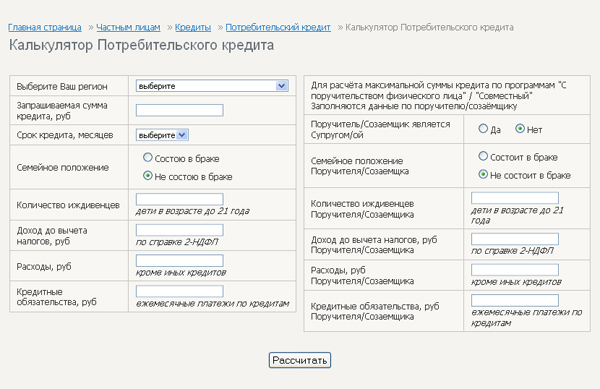 Главная страница » Частным лицам » Кредиты » Потребительский кредит » Калькулятор Потребительского кредита
Калькулятор Потребительского кредита
Выберите Ваш регион
выберите
Запрашиваемая сумма
кредита, руб
Срок кредита, месяцев
выберите
Семейное положение
Состою в браке
Не состою в браке
Количество иждивенцев
дети в возрасте до 21 года
Доход до вычета
налогов, руб
по справке 2-НДФЛ
Расходы, руб
кроме иных кредитов
Кредитные
обязательства, руб
ежемесячные платежи по кредитам
Для расчёта максимальной суммы кредита по программам "С
поручительством физического лица" / "Совместный"
Заполняются данные по поручителю/созаёмщику
Поручитель/Созаемщик является
Супругом/ой
Да
Нет
Семейное положение
Поручителя/Созаемщка
Состоит в браке
Не состоит в браке
Количество иждивенцев
Поручителя/Созаемщика
дети в возрасте до 21
года
Доход до вычета налогов, руб
Поручителя/Созаемщика
по справке 2-НДФЛ
Расходы, руб
Поручителя/Созаемщика
кроме иных кредитов
Кредитные обязательства, руб
Поручителя/Созаемщика
ежемесячные платежи по
кредитам
Рассчитать